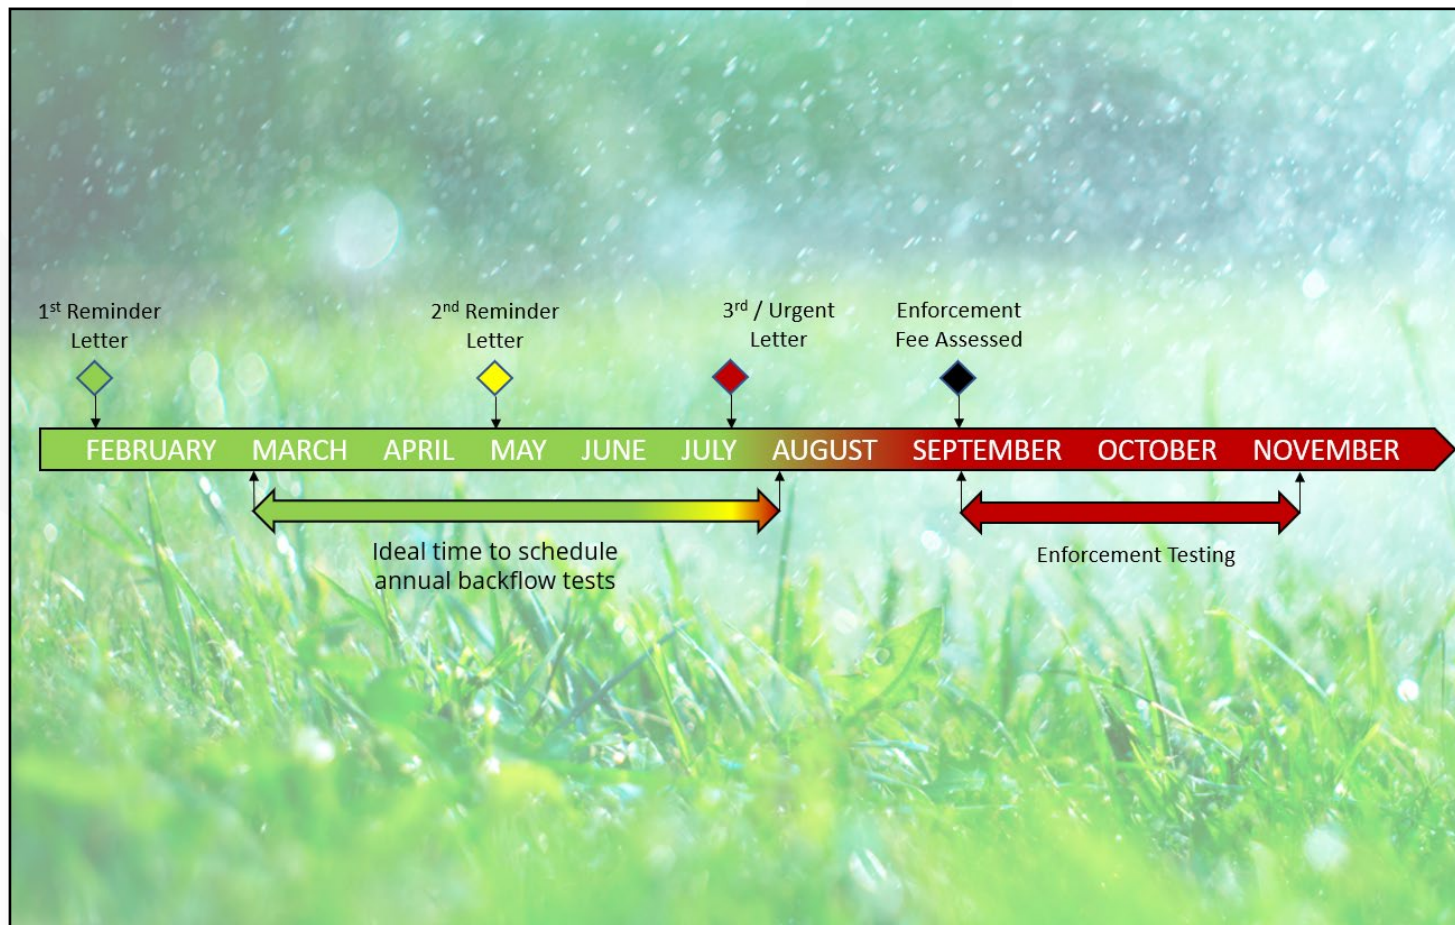 1st Reminder
Letter
2nd Reminder
Letter
3rd / Urgent
Letter
Enforcement
Fee Assessed
FEBRUARY MARCH APRIL MAY JUNE JULY AUGUST SEPTEMBER OCTOBER NOVEMBER
Ideal time to schedule
annual backflow tests
Enforcement Testing